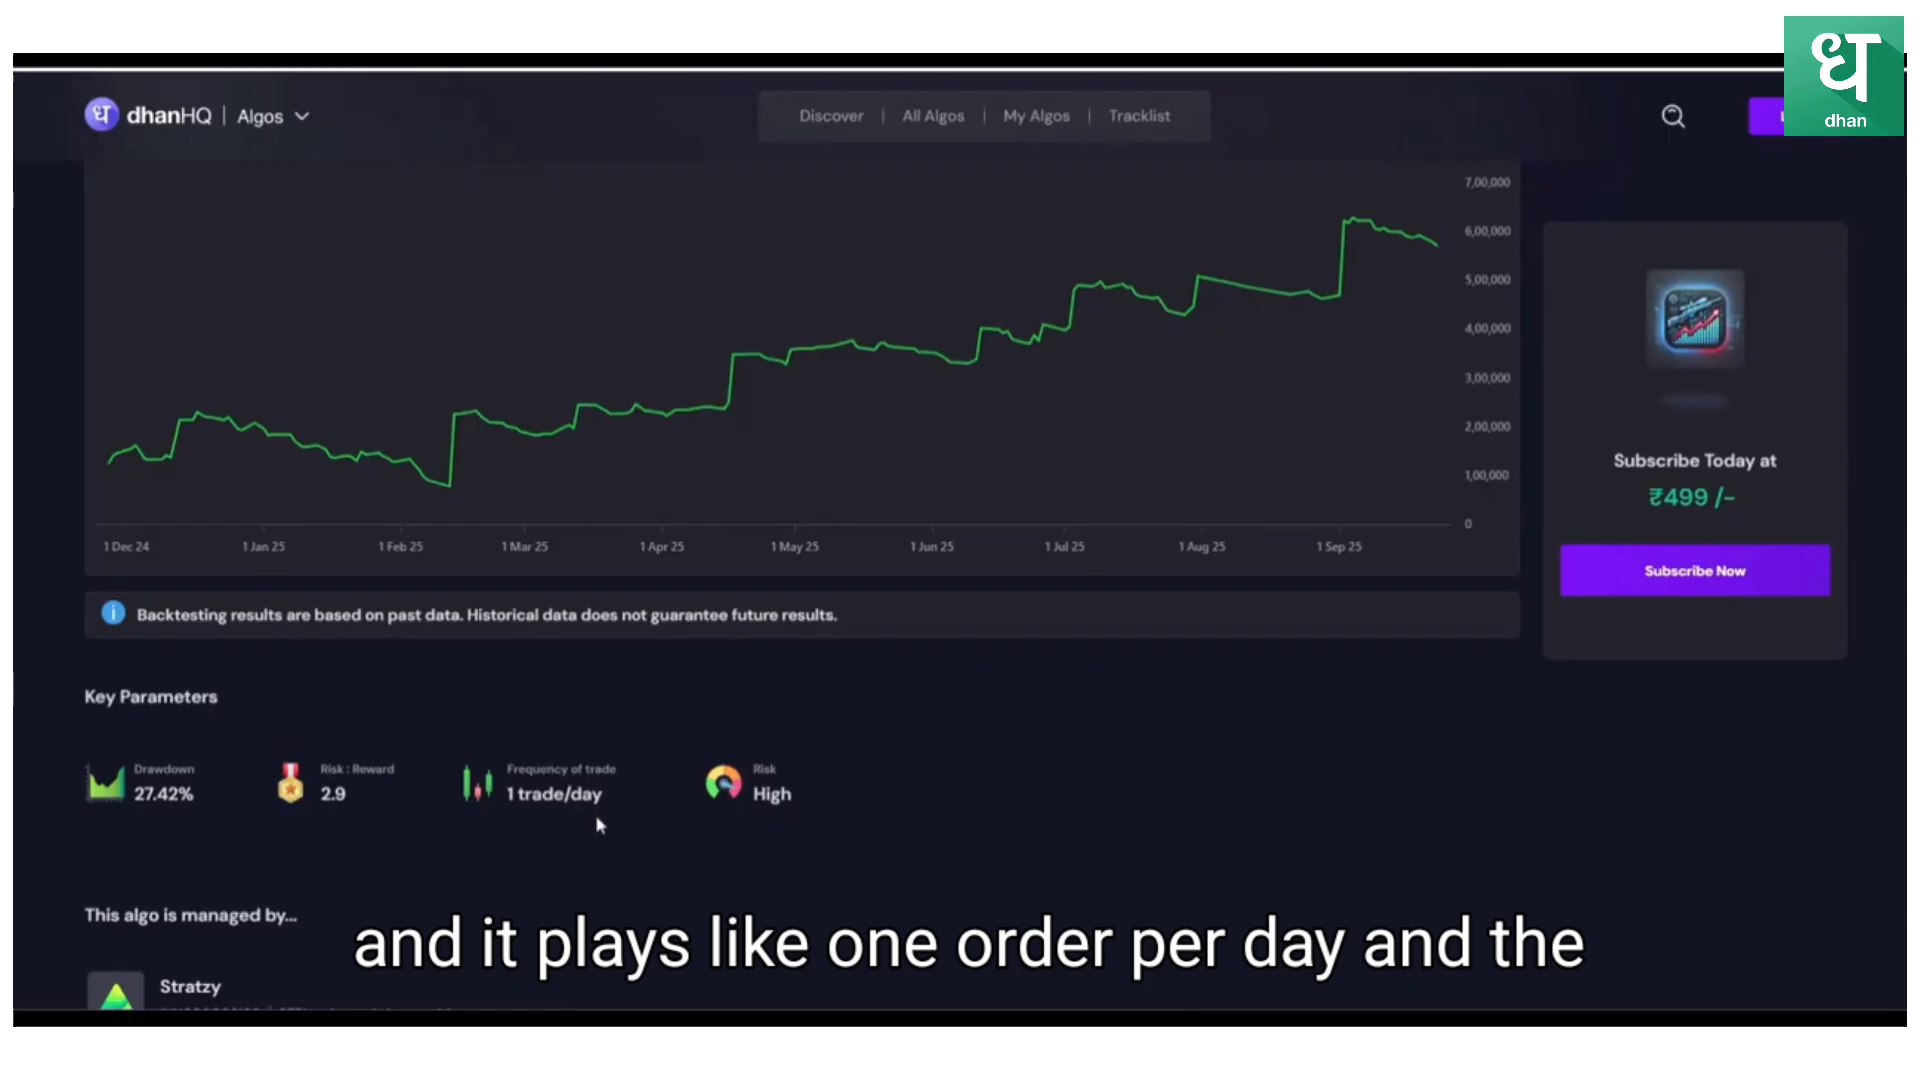 ध
dhan
ध dhanHQ | Algos
Discover | All Algos | My Algos | Tracklist
7,00,000
6,00,000
5,00,000
4,00,000
3,00,000
2,00,000
1,00,000
0
1 Dec 24 1 Jan 25 1 Feb 25 1 Mar 25 1 Apr 25 1 May 25 1 Jun 25 1 Jul 25 1 Aug 25 1 Sep 25
Subscribe Today at
₹499 /-
Subscribe Now
Backtesting results are based on past data. Historical data does not guarantee future results.
Key Parameters
Drawdown
27.42%
Risk : Reward
2.9
Frequency of trade
1 trade/day
Risk
High
This algo is managed by...
Stratzy
and it plays like one order per day and the